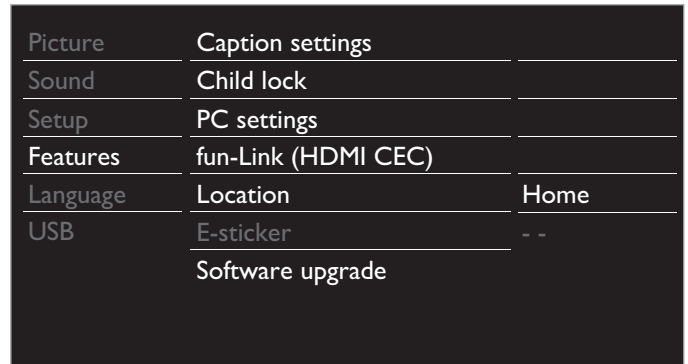 Picture Caption settings
Sound Child lock
Setup PC settings
Features fun-Link (HDMI CEC)
Language Location Home
USB E-sticker - -
Software upgrade